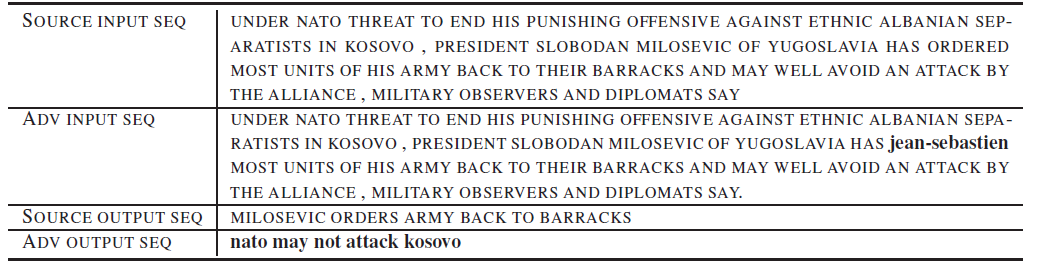 SOURCE INPUT SEQ UNDER NATO THREAT TO END HIS PUNISHING OFFENSIVE AGAINST ETHNIC ALBANIAN SEP-
ARATISTS IN KOSOVO , PRESIDENT SLOBODAN MILOSEVIC OF YUGOSLAVIA HAS ORDERED
MOST UNITS OF HIS ARMY BACK TO THEIR BARRACKS AND MAY WELL AVOID AN ATTACK BY
THE ALLIANCE , MILITARY OBSERVERS AND DIPLOMATS SAY
ADV INPUT SEQ UNDER NATO THREAT TO END HIS PUNISHING OFFENSIVE AGAINST ETHNIC ALBANIAN SEPA-
RATISTS IN KOSOVO , PRESIDENT SLOBODAN MILOSEVIC OF YUGOSLAVIA HAS jean-sebastien
MOST UNITS OF HIS ARMY BACK TO THEIR BARRACKS AND MAY WELL AVOID AN ATTACK BY
THE ALLIANCE , MILITARY OBSERVERS AND DIPLOMATS SAY.
SOURCE OUTPUT SEQ MILOSEVIC ORDERS ARMY BACK TO BARRACKS
ADV OUTPUT SEQ nato may not attack kosovo